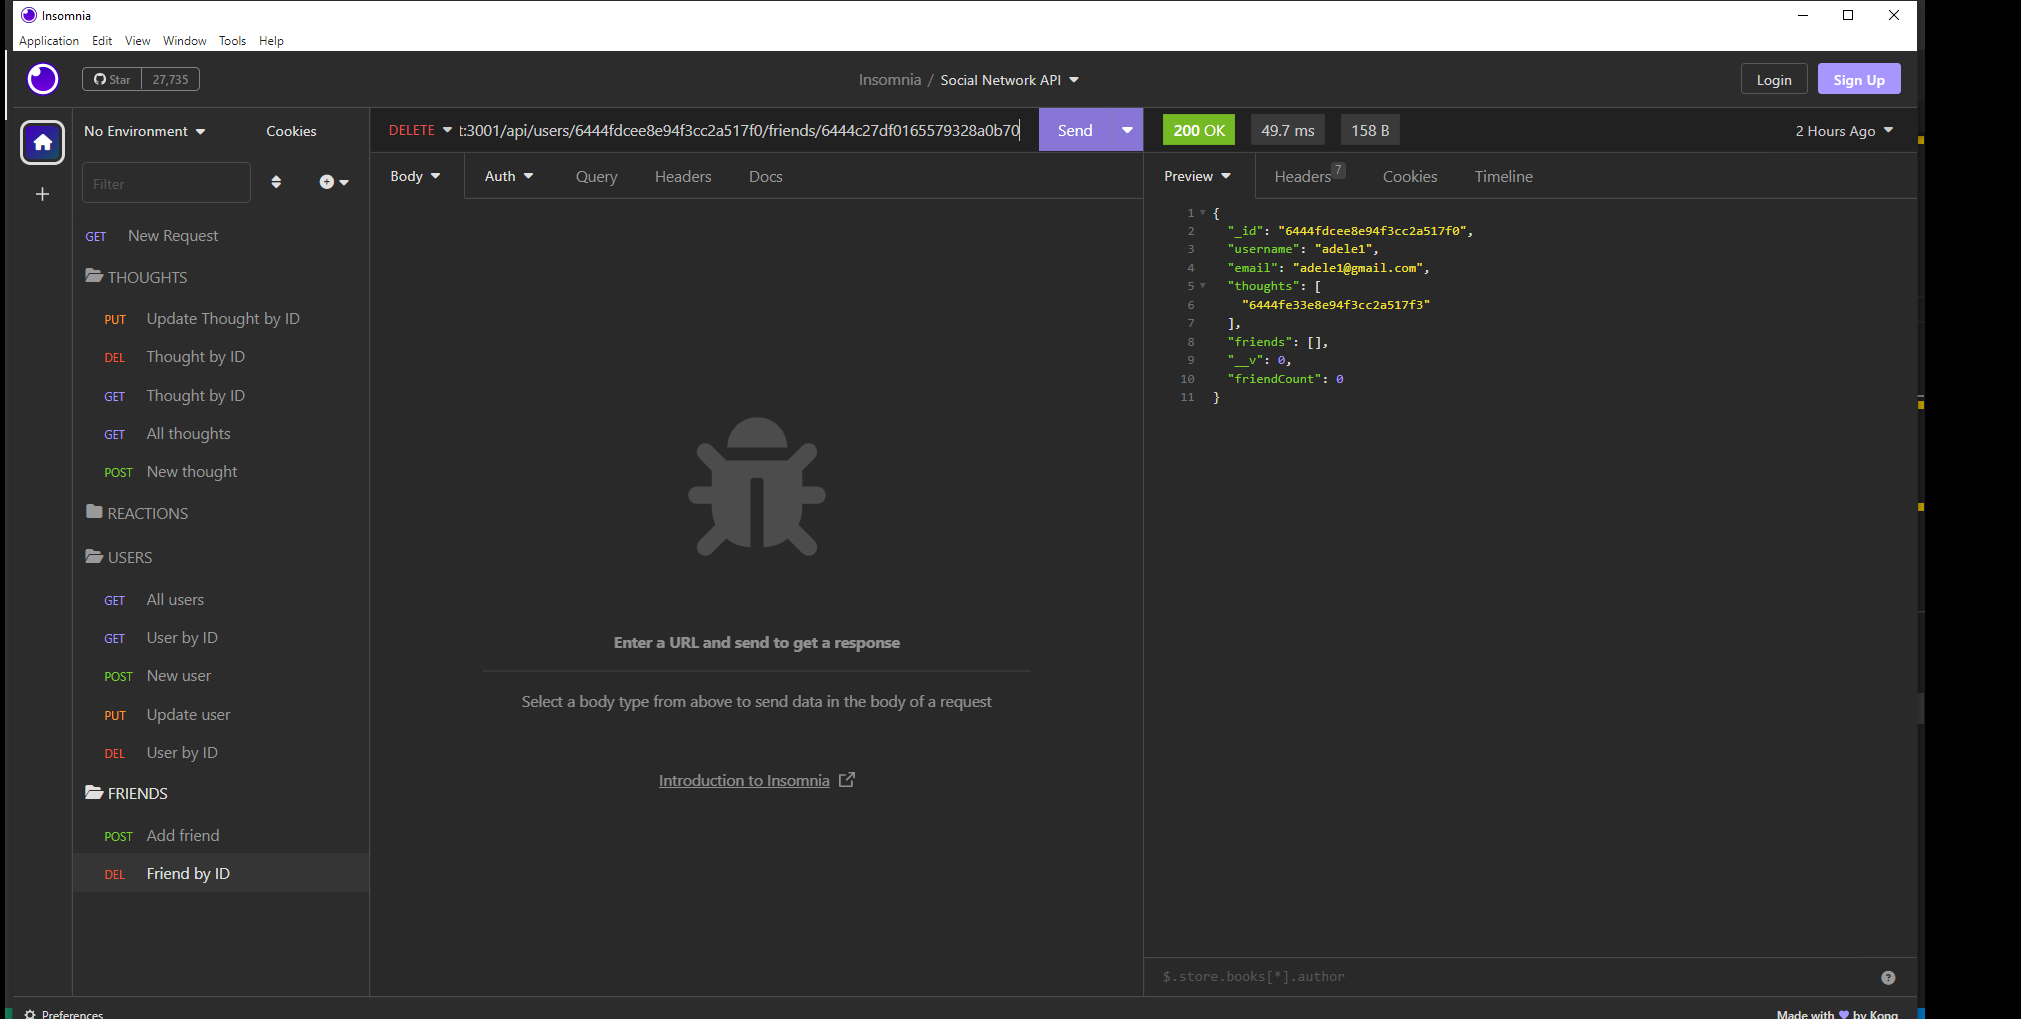 Insomnia
Application Edit View Window Tools Help
Star 27,735
Insomnia / Social Network API
Login Sign Up
No Environment Cookies
DELETE t:3001/api/users/6444fdcee8e94f3cc2a517f0/friends/6444c27df0165579328a0b70 Send
200 OK 49.7 ms 158 B 2 Hours Ago
Filter
Body Auth Query Headers Docs
Preview Headers 7 Cookies Timeline
GET New Request
THOUGHTS
PUT Update Thought by ID
DEL Thought by ID
GET Thought by ID
GET All thoughts
POST New thought
REACTIONS
USERS
GET All users
GET User by ID
POST New user
PUT Update user
DEL User by ID
FRIENDS
POST Add friend
DEL Friend by ID
Enter a URL and send to get a response
Select a body type from above to send data in the body of a request
Introduction to Insomnia
1 {
2 "_id": "6444fdcee8e94f3cc2a517f0",
3 "username": "adele1",
4 "email": "adele1@gmail.com",
5 "thoughts": [
6 "6444fe33e8e94f3cc2a517f3"
7 ],
8 "friends": [],
9 "__v": 0,
10 "friendCount": 0
11 }
$.store.books[*].author
Preferences
Made with by Kong